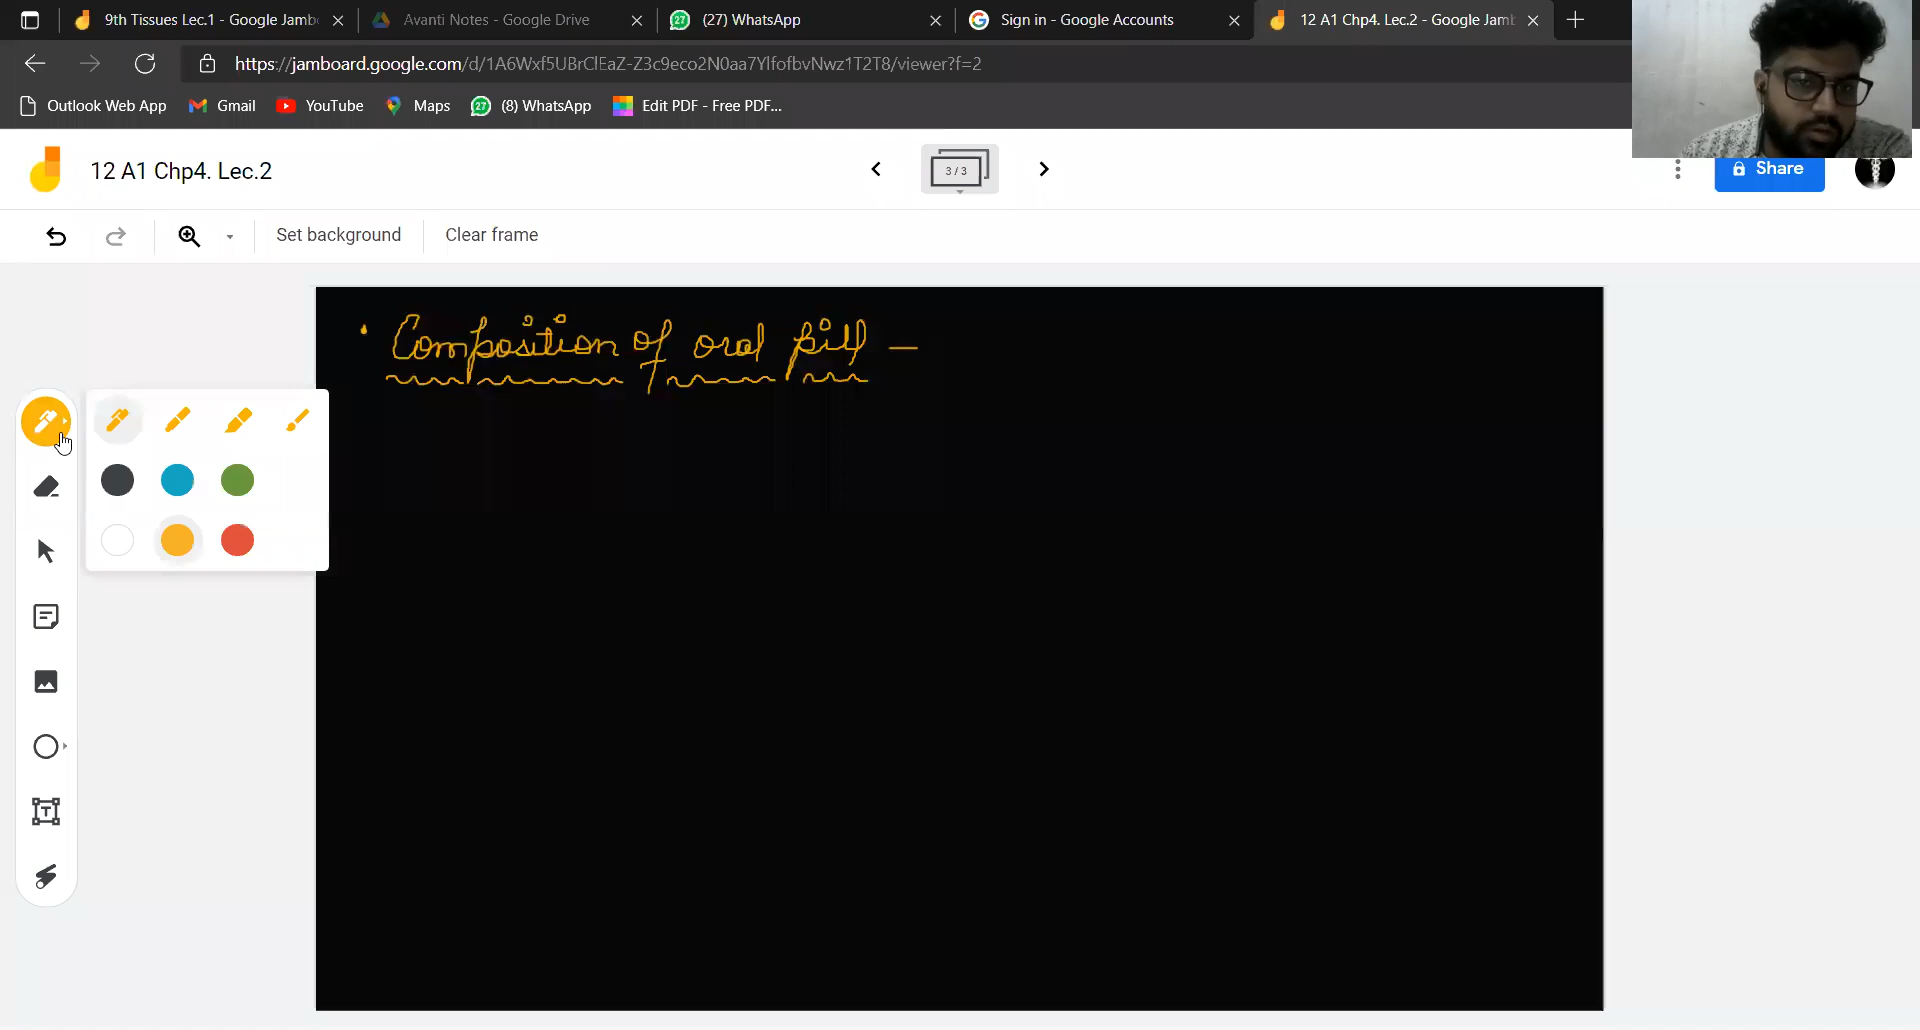 9th Tissues Lec.1 - Google Jamb
Avanti Notes - Google Drive
27
(27) WhatsApp
Sign in - Google Accounts
12 A1 Chp4. Lec.2 - Google Jamb
https://jamboard.google.com/d/1A6Wxf5UBrClEaZ-Z3c9eco2N0aa7YlfofbvNwz1T2T8/viewer?f=2
Outlook Web App
Gmail
YouTube
Maps
27
(8) WhatsApp
Edit PDF - Free PDF...
12 A1 Chp4. Lec.2
3 / 3
Share
Set background
Clear frame
• Composition of oral pill —
T